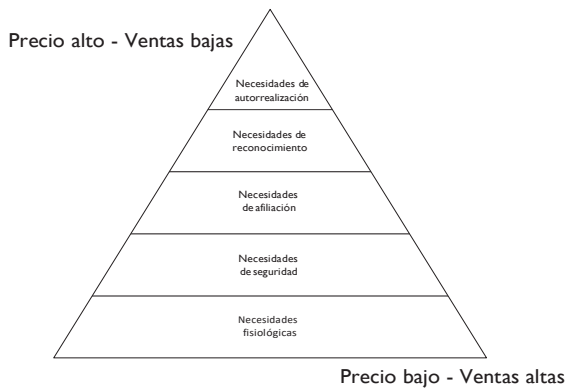 Precio alto - Ventas bajas
Necesidades de
autorrealización
Necesidades de
reconocimiento
Necesidades
de afiliación
Necesidades
de seguridad
Necesidades
fisiológicas
Precio bajo - Ventas altas